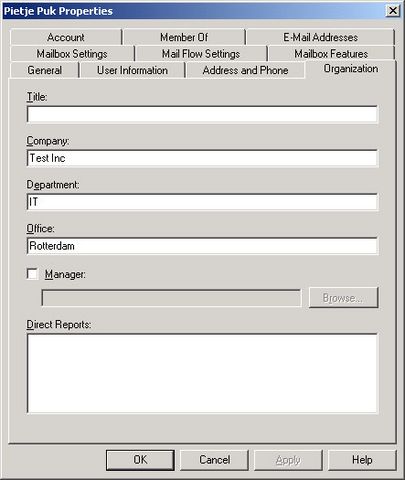 Pietje Puk Properties
Account Member Of E-Mail Addresses
Mailbox Settings Mail Flow Settings Mailbox Features
General User Information Address and Phone Organization
Title:
Company:
Test Inc
Department:
IT
Office:
Rotterdam
Manager:
Browse...
Direct Reports:
OK Cancel Apply Help